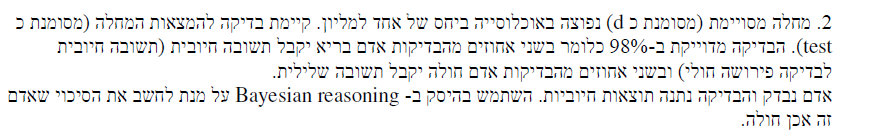 2. מחלה מסויימת (מסומנת כ d) נפוצה באוכלוסייה ביחס של אחד למליון. קיימת בדיקה להמצאות המחלה (מסומנת כ
test). הבדיקה מדוייקת ב-98% כלומר בשני אחוזים מהבדיקות אדם בריא יקבל תשובה חיובית (תשובה חיובית
לבדיקה פירושה חולי) ובשני אחוזים מהבדיקות אדם חולה יקבל תשובה שלילית.
אדם נבדק והבדיקה נתנה תוצאות חיוביות. השתמש בהיסק ב- Bayesian reasoning על מנת לחשב את הסיכוי שאדם
זה אכן חולה.